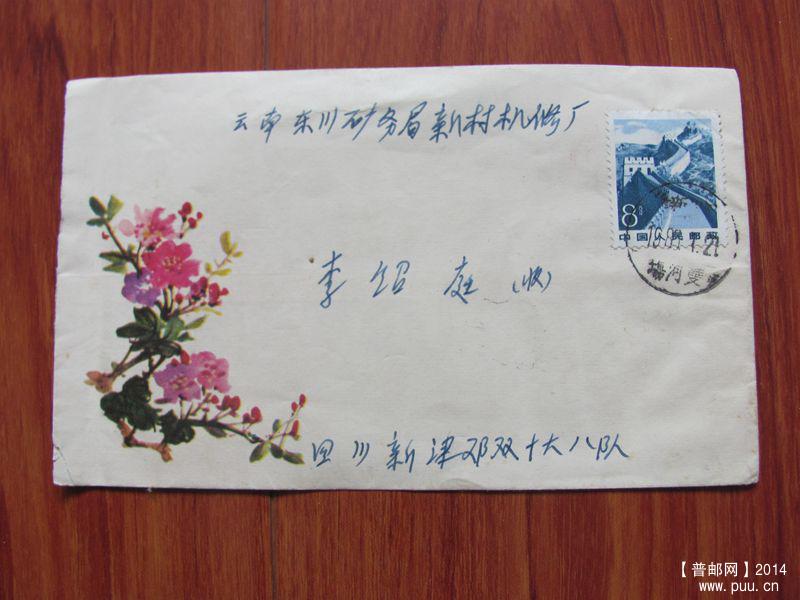 云南东川矿务局新村机修厂
8分
中国人民邮政
李绍庭(收)
四川新津邓双十大八队
【普邮网】2014
www.puu.cn